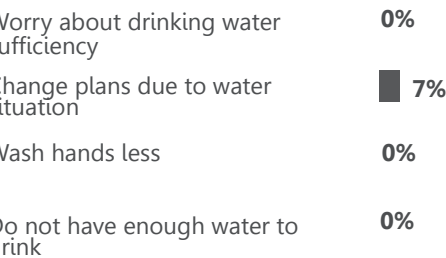 Worry about drinking water 0%
ufficiency
Change plans due to water 7%
ituation
Wash hands less 0%
Do not have enough water to 0%
rink